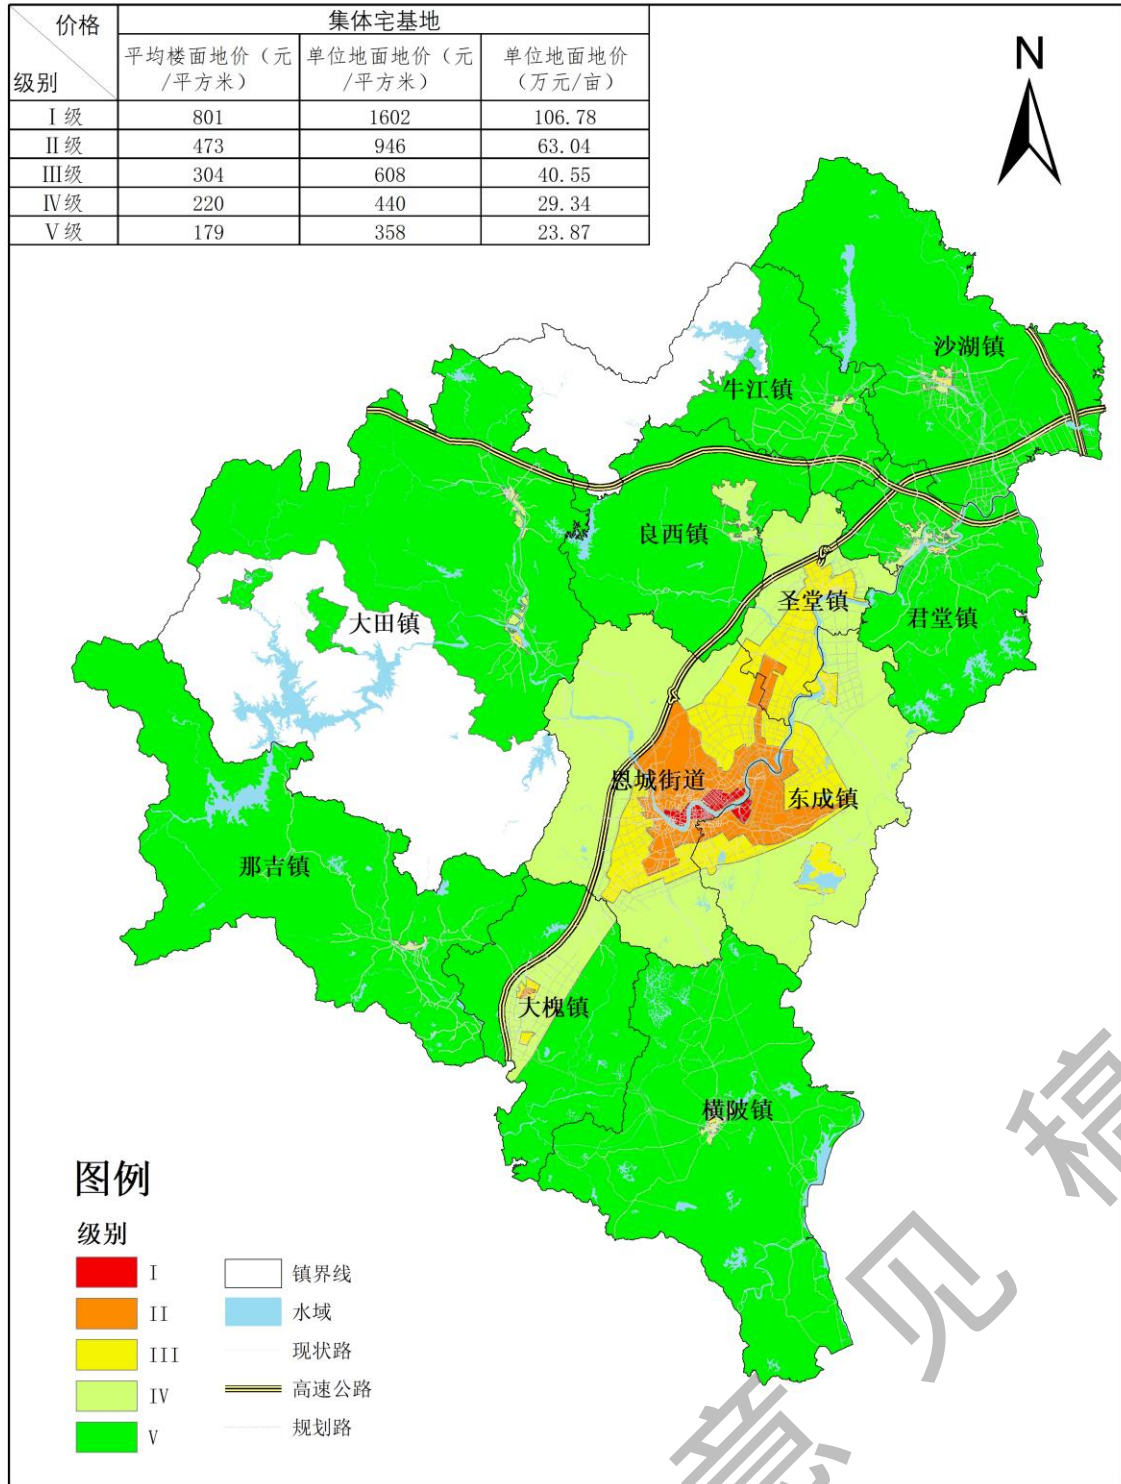 价格
集体宅基地
级别
平均楼面地价（元
/平方米）
单位地面地价（元
/平方米）
单位地面地价
（万元/亩）
I级 801 1602 106.78
II级 473 946 63.04
III级 304 608 40.55
IV级 220 440 29.34
V级 179 358 23.87
N
沙湖镇
牛江镇
良西镇
圣堂镇
君堂镇
大田镇
恩城街道
东成镇
那吉镇
大槐镇
横陂镇
图例
级别
I
II
III
IV
V
镇界线
水域
现状路
高速公路
规划路
意见稿